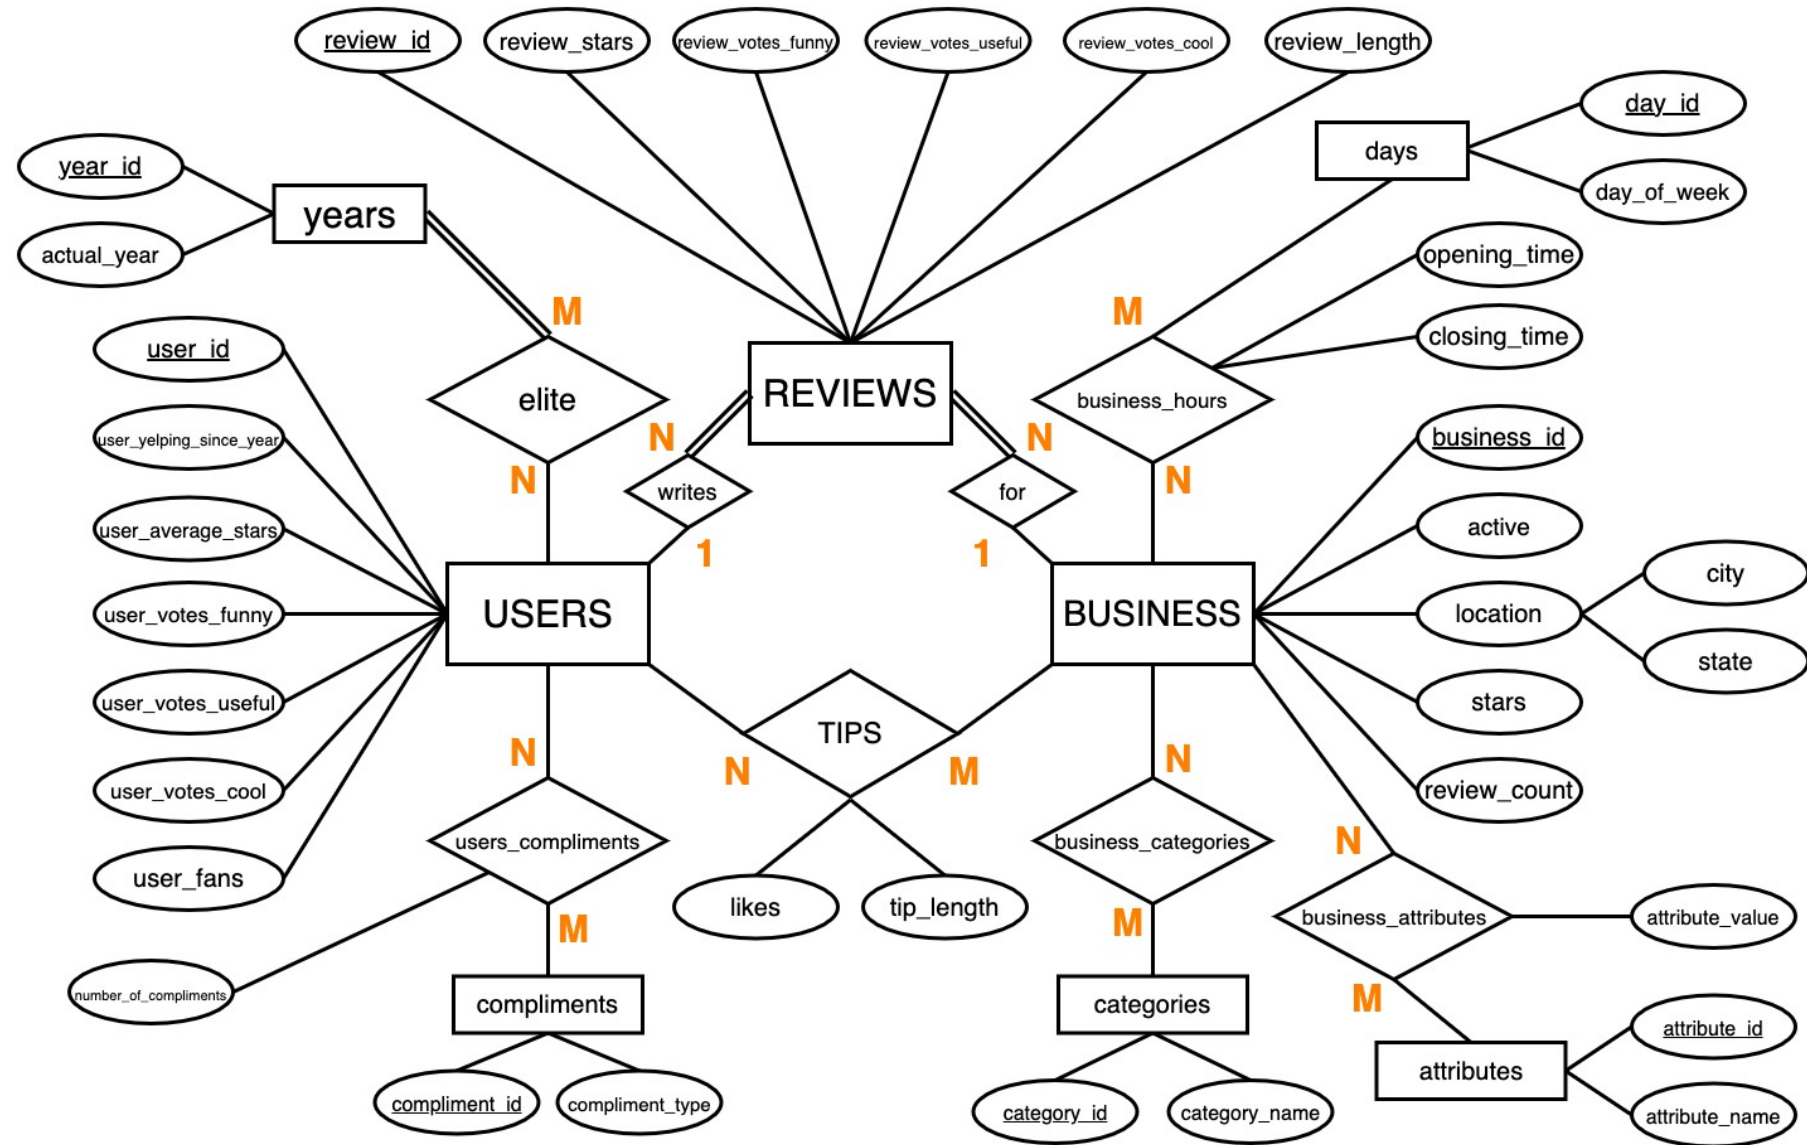 review_id
review_stars
review_votes_funny
review_votes_useful
review_votes_cool
review_length
day_id
days
day_of_week
year_id
years
actual_year
opening_time
closing_time
M
M
user_id
elite
REVIEWS
business_hours
N
N
user_yelping_since_year
business_id
N
writes
for
N
user_average_stars
active
1
1
city
user_votes_funny
USERS
BUSINESS
location
state
user_votes_useful
stars
TIPS
N
N
M
N
user_votes_cool
review_count
users_compliments
business_categories
N
user_fans
likes
tip_length
M
M
business_attributes
attribute_value
number_of_compliments
compliments
categories
M
attribute_id
attributes
compliment_id
compliment_type
category_id
category_name
attribute_name